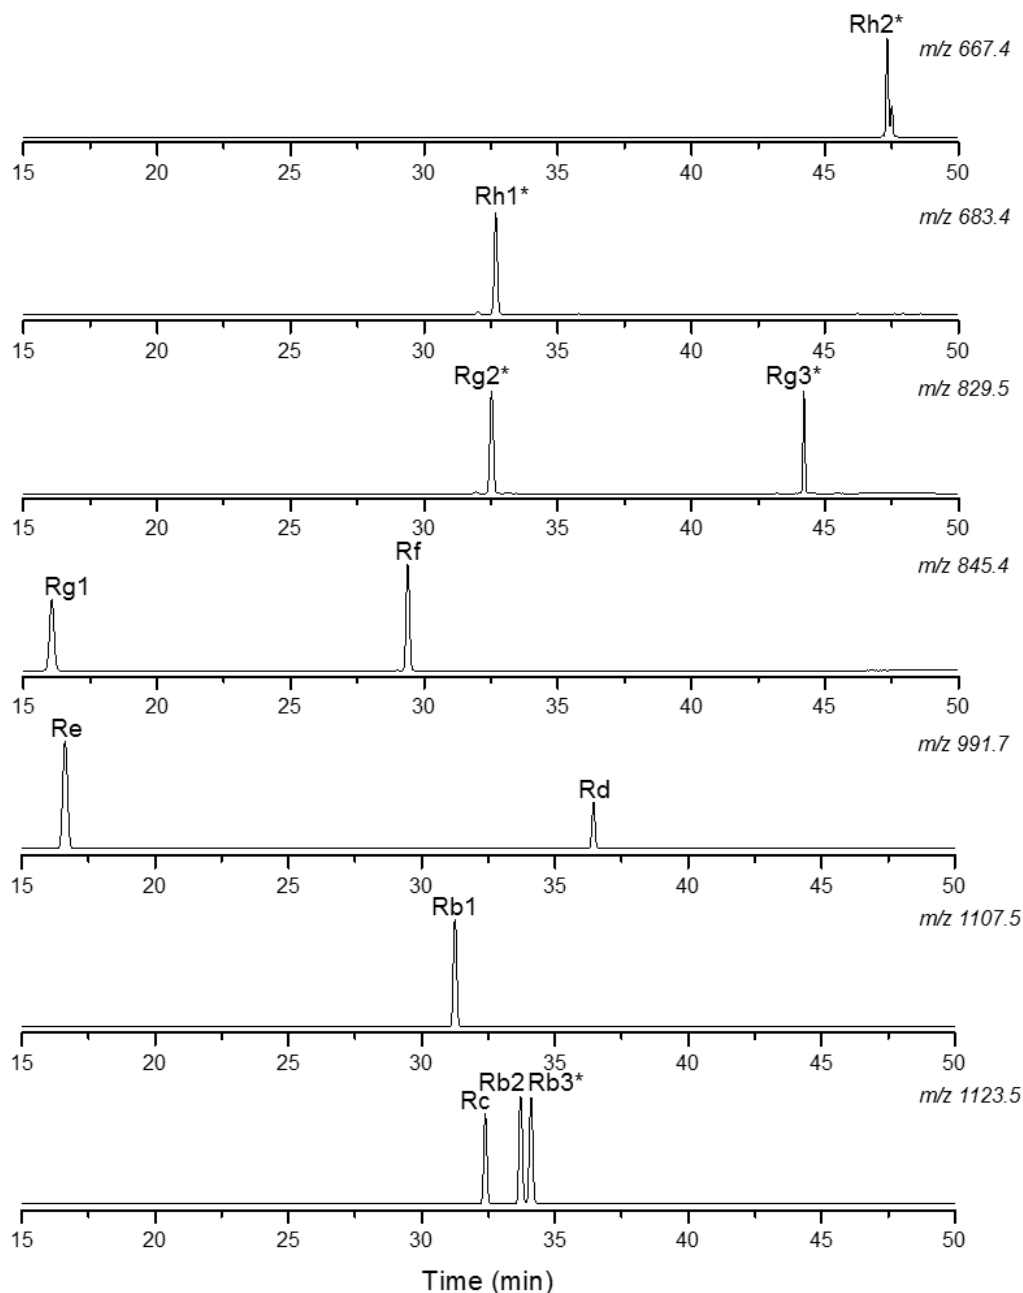 Rh2*
m/z 667.4
15 20 25 30 35 40 45 50
Rh1*
m/z 683.4
15 20 25 30 35 40 45 50
Rg2* Rg3*
m/z 829.5
15 20 25 30 35 40 45 50
Rg1 Rf
m/z 845.4
15 20 25 30 35 40 45 50
Re Rd
m/z 991.7
15 20 25 30 35 40 45 50
Rb1
m/z 1107.5
15 20 25 30 35 40 45 50
Rc Rb2 Rb3*
m/z 1123.5
15 20 25 30 35 40 45 50
Time (min)